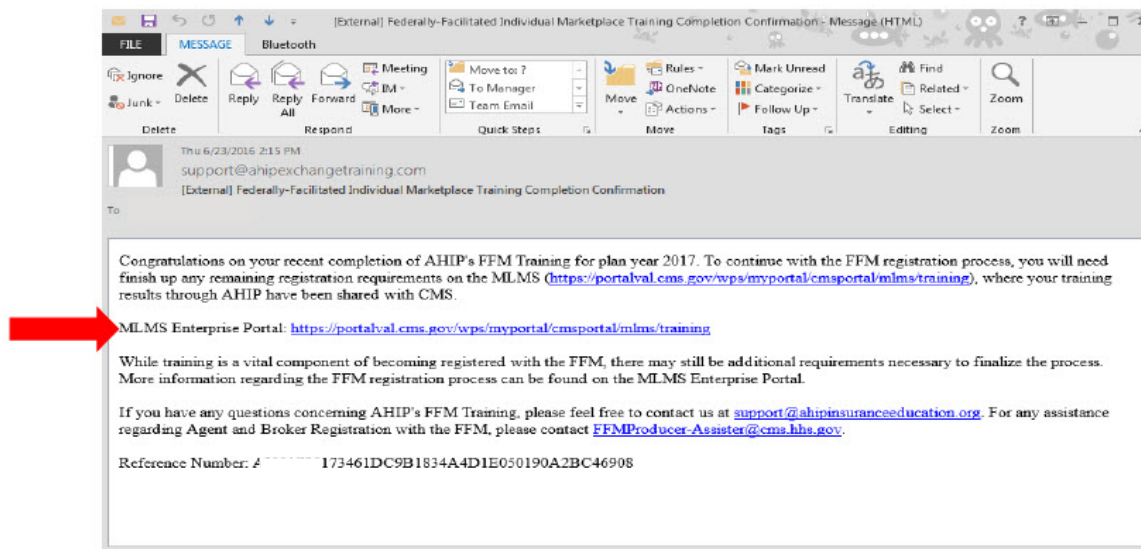 [External] Federally-Facilitated Individual Marketplace Training Completion Confirmation - Message (HTML)
FILE MESSAGE Bluetooth
Ignore
Junk
Delete
Reply
Reply All
Forward
Meeting
IM
More
Move to: ?
To Manager
Team Email
Move
Rules
OneNote
Actions
Mark Unread
Categorize
Follow Up
Translate
Find
Related
Select
Zoom
Delete Respond Quick Steps Move Tags Editing Zoom
Thu 6/23/2016 2:15 PM
support@ahipexchangetraining.com
[External] Federally-Facilitated Individual Marketplace Training Completion Confirmation
To
Congratulations on your recent completion of AHIP's FFM Training for plan year 2017. To continue with the FFM registration process, you will need
finish up any remaining registration requirements on the MLMS (https://portalval.cms.gov/wps/myportal/cmsportal/mlms/training), where your training
results through AHIP have been shared with CMS.
MLMS Enterprise Portal: https://portalval.cms.gov/wps/myportal/cmsportal/mlms/training
While training is a vital component of becoming registered with the FFM, there may still be additional requirements necessary to finalize the process.
More information regarding the FFM registration process can be found on the MLMS Enterprise Portal.
If you have any questions concerning AHIP's FFM Training, please feel free to contact us at support@ahipinsuranceeducation.org. For any assistance
regarding Agent and Broker Registration with the FFM, please contact FFMProducer-Assister@cms.hhs.gov.
Reference Number: 173461DC9B1834A4D1E050190A2BC46908